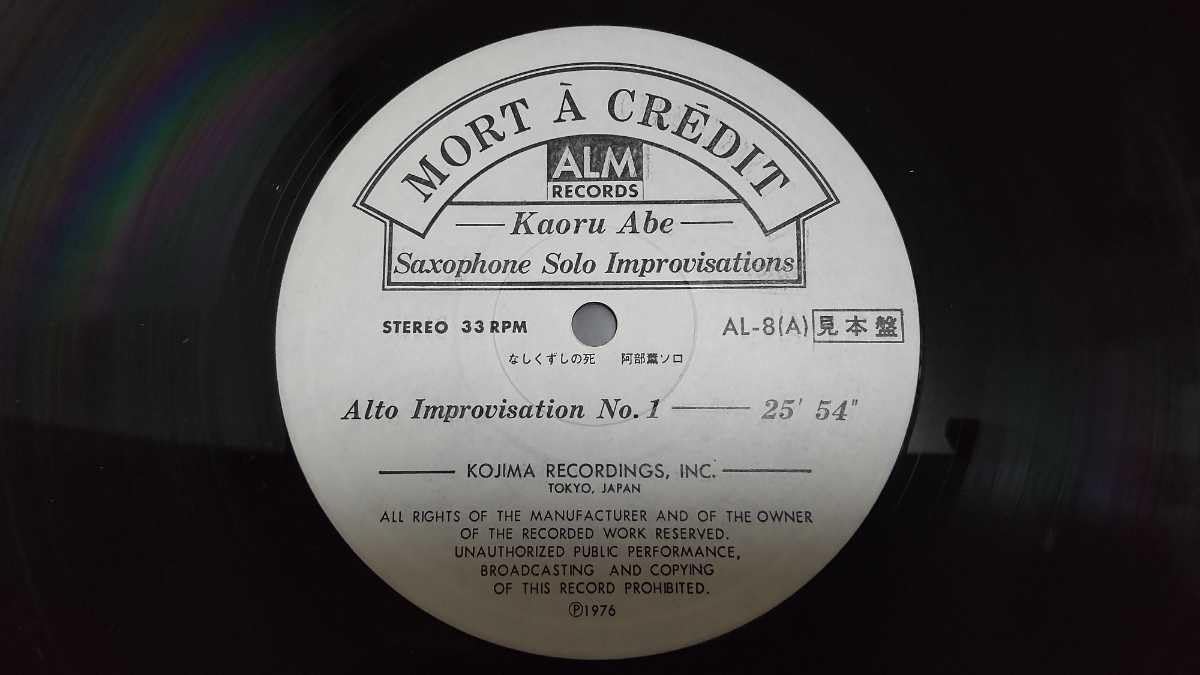 MORT À CRÉDIT
ALM
RECORDS
Kaoru Abe
Saxophone Solo Improvisations
STEREO 33 RPM
AL-8(A) 見本盤
なしくずしの死 阿部薫ソロ
Alto Improvisation No. 1 25' 54"
KOJIMA RECORDINGS, INC.
TOKYO, JAPAN
ALL RIGHTS OF THE MANUFACTURER AND OF THE OWNER
OF THE RECORDED WORK RESERVED.
UNAUTHORIZED PUBLIC PERFORMANCE,
BROADCASTING AND COPYING
OF THIS RECORD PROHIBITED.
℗1976